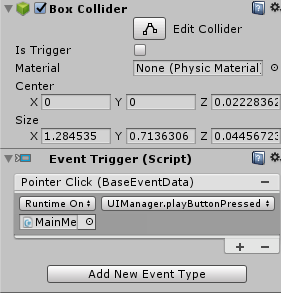 Box Collider
Edit Collider
Is Trigger
Material None (Physic Material)
Center
X 0 Y 0 Z 0.02228362
Size
X 1.284535 Y 0.7136306 Z 0.04456723
Event Trigger (Script)
Pointer Click (BaseEventData)
Runtime On UIManager.playButtonPressed
MainMe
Add New Event Type